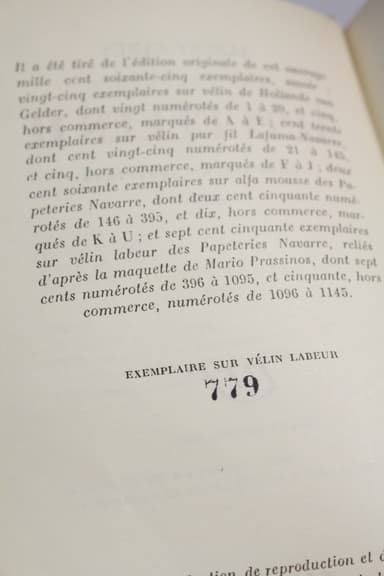 Il a été tiré de l'édition originale de cet ouvrage
mille cent soixante-cinq exemplaires, savoir :
vingt-cinq exemplaires sur vélin de Hollande van
Gelder, dont vingt numérotés de 1 à 20, et cinq,
hors commerce, marqués de A à E ; cent trente
exemplaires sur vélin pur fil Lafuma-Navarre,
dont cent vingt-cinq numérotés de 21 à 145,
et cinq, hors commerce, marqués de F à J ; deux
cent soixante exemplaires sur alfa mousse des Pa-
peteries Navarre, dont deux cent cinquante numé-
rotés de 146 à 395, et dix, hors commerce, mar-
qués de K à U ; et sept cent cinquante exemplaires
sur vélin labeur des Papeteries Navarre, reliés
d'après la maquette de Mario Prassinos, dont sept
cents numérotés de 396 à 1095, et cinquante, hors
commerce, numérotés de 1096 à 1145.
EXEMPLAIRE SUR VÉLIN LABEUR
779
de reproduction et